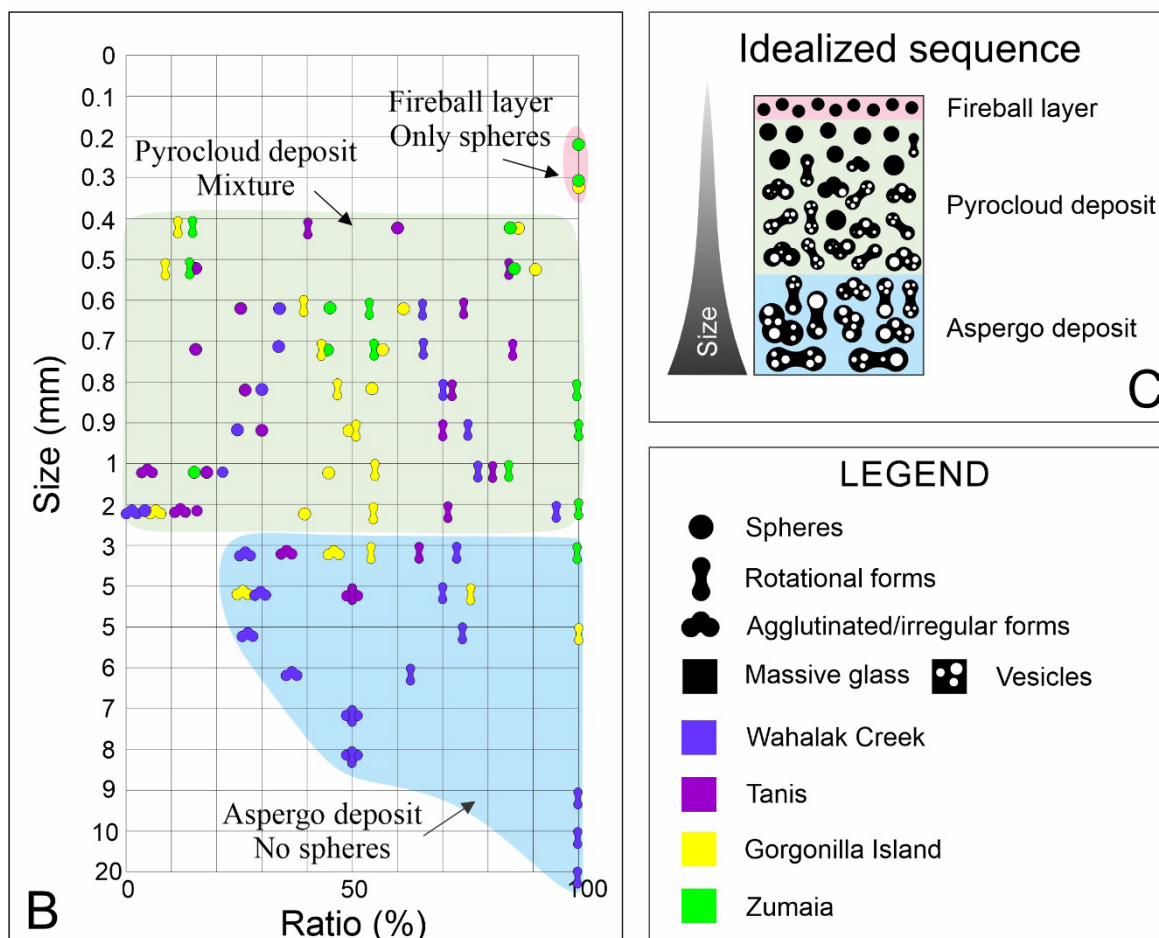 0
0.1
0.2
0.3
0.4
0.5
0.6
0.7
0.8
0.9
1
2
3
5
5
6
7
8
9
10
20
Size (mm)
Fireball layer
Only spheres
Pyrocloud deposit
Mixture
Aspergo deposit
No spheres
0
50
100
Ratio (%)
B
Idealized sequence
Size
Fireball layer
Pyrocloud deposit
Aspergo deposit
C
LEGEND
Spheres
Rotational forms
Agglutinated/irregular forms
Massive glass
Vesicles
Wahalak Creek
Tanis
Gorgonilla Island
Zumaia